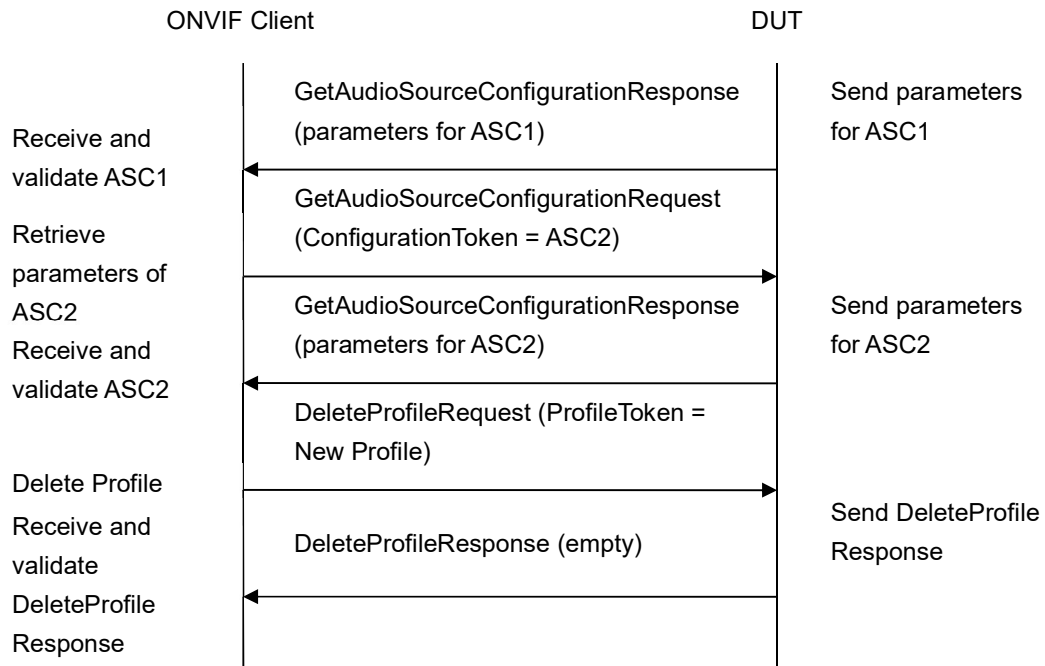 ONVIF Client
DUT
GetAudioSourceConfigurationResponse
(parameters for ASC1)
Send parameters
for ASC1
Receive and
validate ASC1
GetAudioSourceConfigurationRequest
(ConfigurationToken = ASC2)
Retrieve
parameters of
ASC2
GetAudioSourceConfigurationResponse
(parameters for ASC2)
Send parameters
for ASC2
Receive and
validate ASC2
DeleteProfileRequest (ProfileToken =
New Profile)
Delete Profile
Send DeleteProfile
Response
DeleteProfileResponse (empty)
Receive and
validate
DeleteProfile
Response